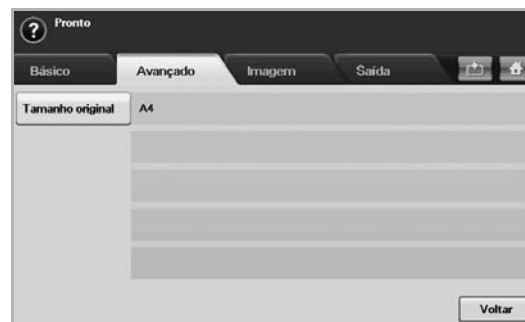 ? Pronto
Básico Avançado Imagem Saída
Tamanho original A4
Voltar